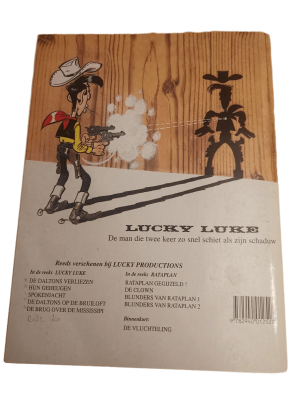 LUCKY LUKE
De man die twee keer zo snel schiet als zijn schaduw
Reeds verschenen bij LUCKY PRODUCTIONS
In de reeks LUCKY LUKE
DE DALTONS VERLIEZEN
HUN GEHEUGEN
SPOKENJACHT
DE DALTONS OP DE BRUILOFT
DE BRUG OVER DE MISSISSIPI
In de reeks RATAPLAN
RATAPLAN GEGIJZELD
DE CLOWN
BLUNDERS VAN RATAPLAN 1
BLUNDERS VAN RATAPLAN 2
Binnenkort:
DE VLUCHTELING